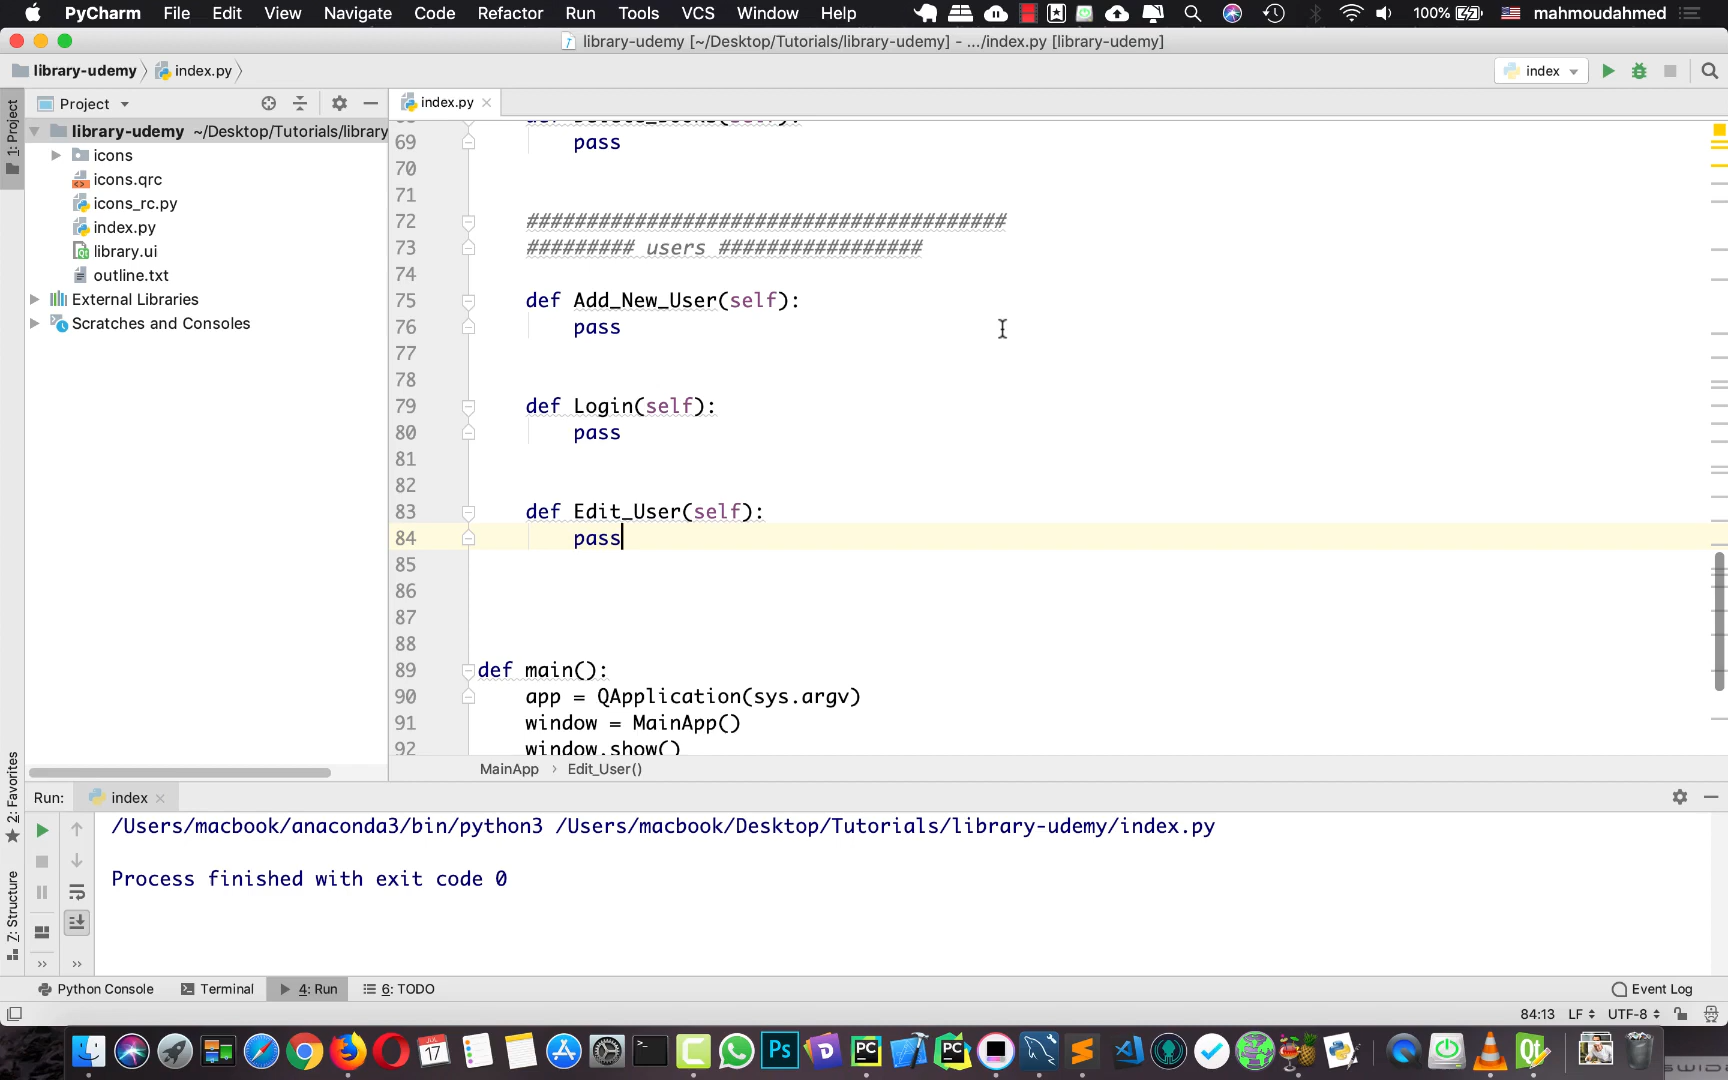 PyCharm File Edit View Navigate Code Refactor Run Tools VCS Window Help 100% mahmoudahmed
library-udemy [~/Desktop/Tutorials/library-udemy] - .../index.py [library-udemy]
library-udemy index.py index
1: Project
Project
index.py
library-udemy ~/Desktop/Tutorials/library
icons
icons.qrc
icons_rc.py
index.py
library.ui
outline.txt
External Libraries
Scratches and Consoles
69 pass
70
71
72 ########################################
73 ######### users #################
74
75 def Add_New_User(self):
76 pass
77
78
79 def Login(self):
80 pass
81
82
83 def Edit_User(self):
84 pass
85
86
87
88
89 def main():
90 app = QApplication(sys.argv)
91 window = MainApp()
92 window.show()
MainApp › Edit_User()
2: Favorites
7: Structure
Run: index
/Users/macbook/anaconda3/bin/python3 /Users/macbook/Desktop/Tutorials/library-udemy/index.py
Process finished with exit code 0
Python Console Terminal 4: Run 6: TODO Event Log
84:13 LF UTF-8
JUL
17
Ps
D
PC
PC
Qt